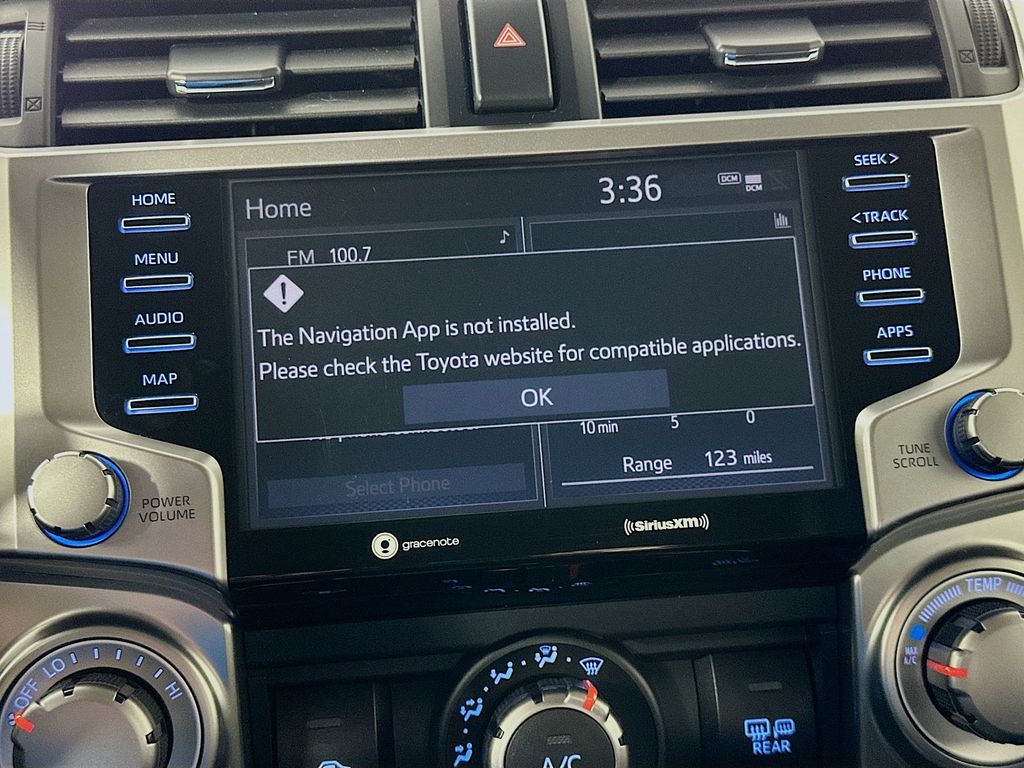 HOME
MENU
AUDIO
MAP
POWER
VOLUME
Home
3:36
DCM
DCM
FM 100.7
The Navigation App is not installed.
Please check the Toyota website for compatible applications.
OK
10 min 5 0
Select Phone
Range 123 miles
gracenote
((SiriusXM))
SEEK >
< TRACK
PHONE
APPS
TUNE
SCROLL
OFF LO HI
A/C
REAR
TEMP
MAX
A/C